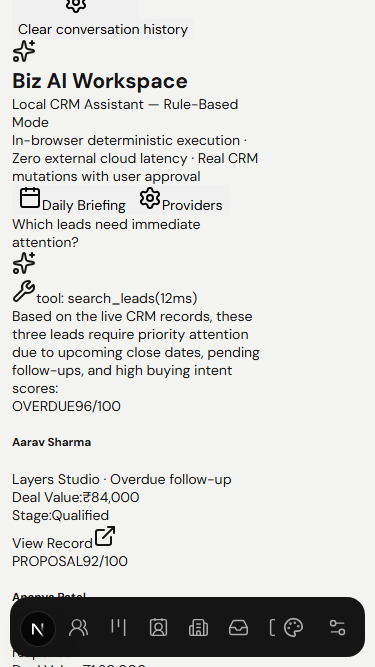 Clear conversation history
Biz AI Workspace
Local CRM Assistant — Rule-Based
Mode
In-browser deterministic execution ·
Zero external cloud latency · Real CRM
mutations with user approval
Daily Briefing Providers
Which leads need immediate
attention?
tool: search_leads(12ms)
Based on the live CRM records, these
three leads require priority attention
due to upcoming close dates, pending
follow-ups, and high buying intent
scores:
OVERDUE96/100
Aarav Sharma
Layers Studio · Overdue follow-up
Deal Value:₹84,000
Stage:Qualified
View Record
PROPOSAL92/100
N